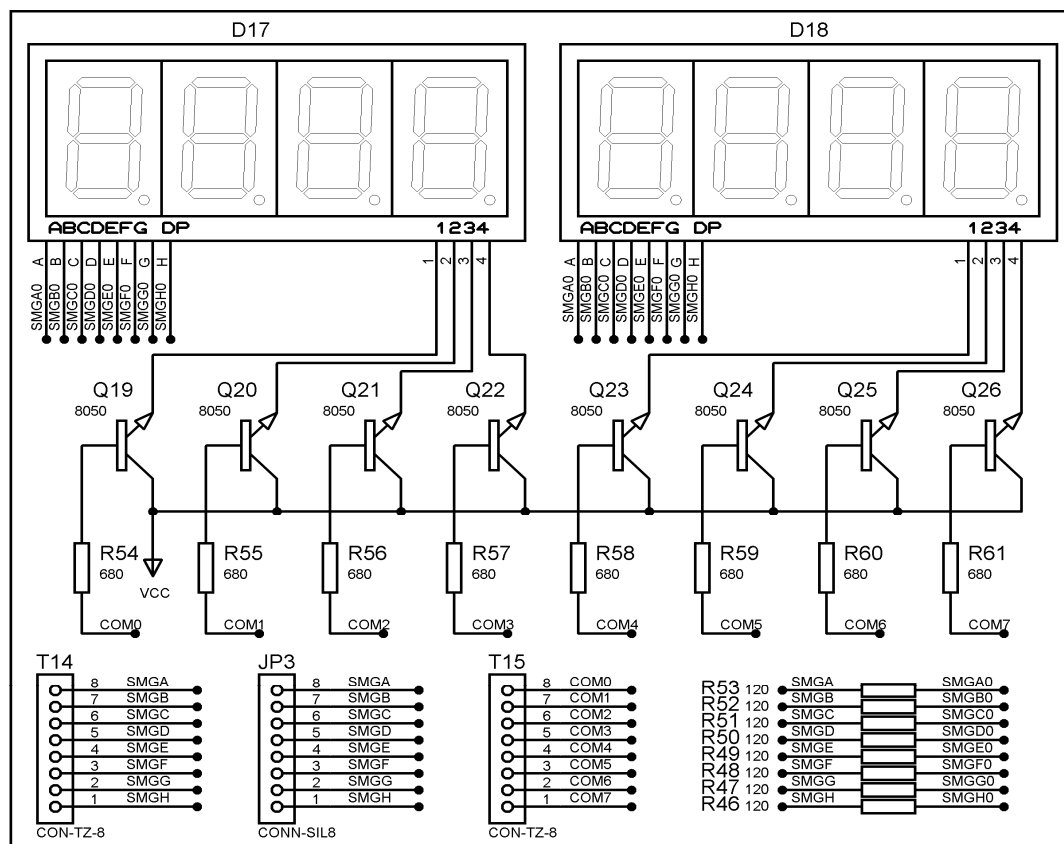 D17 D18
ABCDEFG DP 1234 ABCDEFG DP 1234
A B C D E F G H 1 2 3 4 A B C D E F G H 1 2 3 4
SMGA0 SMGB0 SMGC0 SMGD0 SMGE0 SMGF0 SMGG0 SMGH0 SMGA0 SMGB0 SMGC0 SMGD0 SMGE0 SMGF0 SMGG0 SMGH0
Q19 Q20 Q21 Q22 Q23 Q24 Q25 Q26
8050 8050 8050 8050 8050 8050 8050 8050
R54 R55 R56 R57 R58 R59 R60 R61
680 680 680 680 680 680 680 680
VCC
COM0 COM1 COM2 COM3 COM4 COM5 COM6 COM7
T14 JP3 T15
8 SMGA 8 SMGA 8 COM0 R53 120 SMGA SMGA0
7 SMGB 7 SMGB 7 COM1 R52 120 SMGB SMGB0
6 SMGC 6 SMGC 6 COM2 R51 120 SMGC SMGC0
5 SMGD 5 SMGD 5 COM3 R50 120 SMGD SMGD0
4 SMGE 4 SMGE 4 COM4 R49 120 SMGE SMGE0
3 SMGF 3 SMGF 3 COM5 R48 120 SMGF SMGF0
2 SMGG 2 SMGG 2 COM6 R47 120 SMGG SMGG0
1 SMGH 1 SMGH 1 COM7 R46 120 SMGH SMGH0
CON-TZ-8 CONN-SIL8 CON-TZ-8